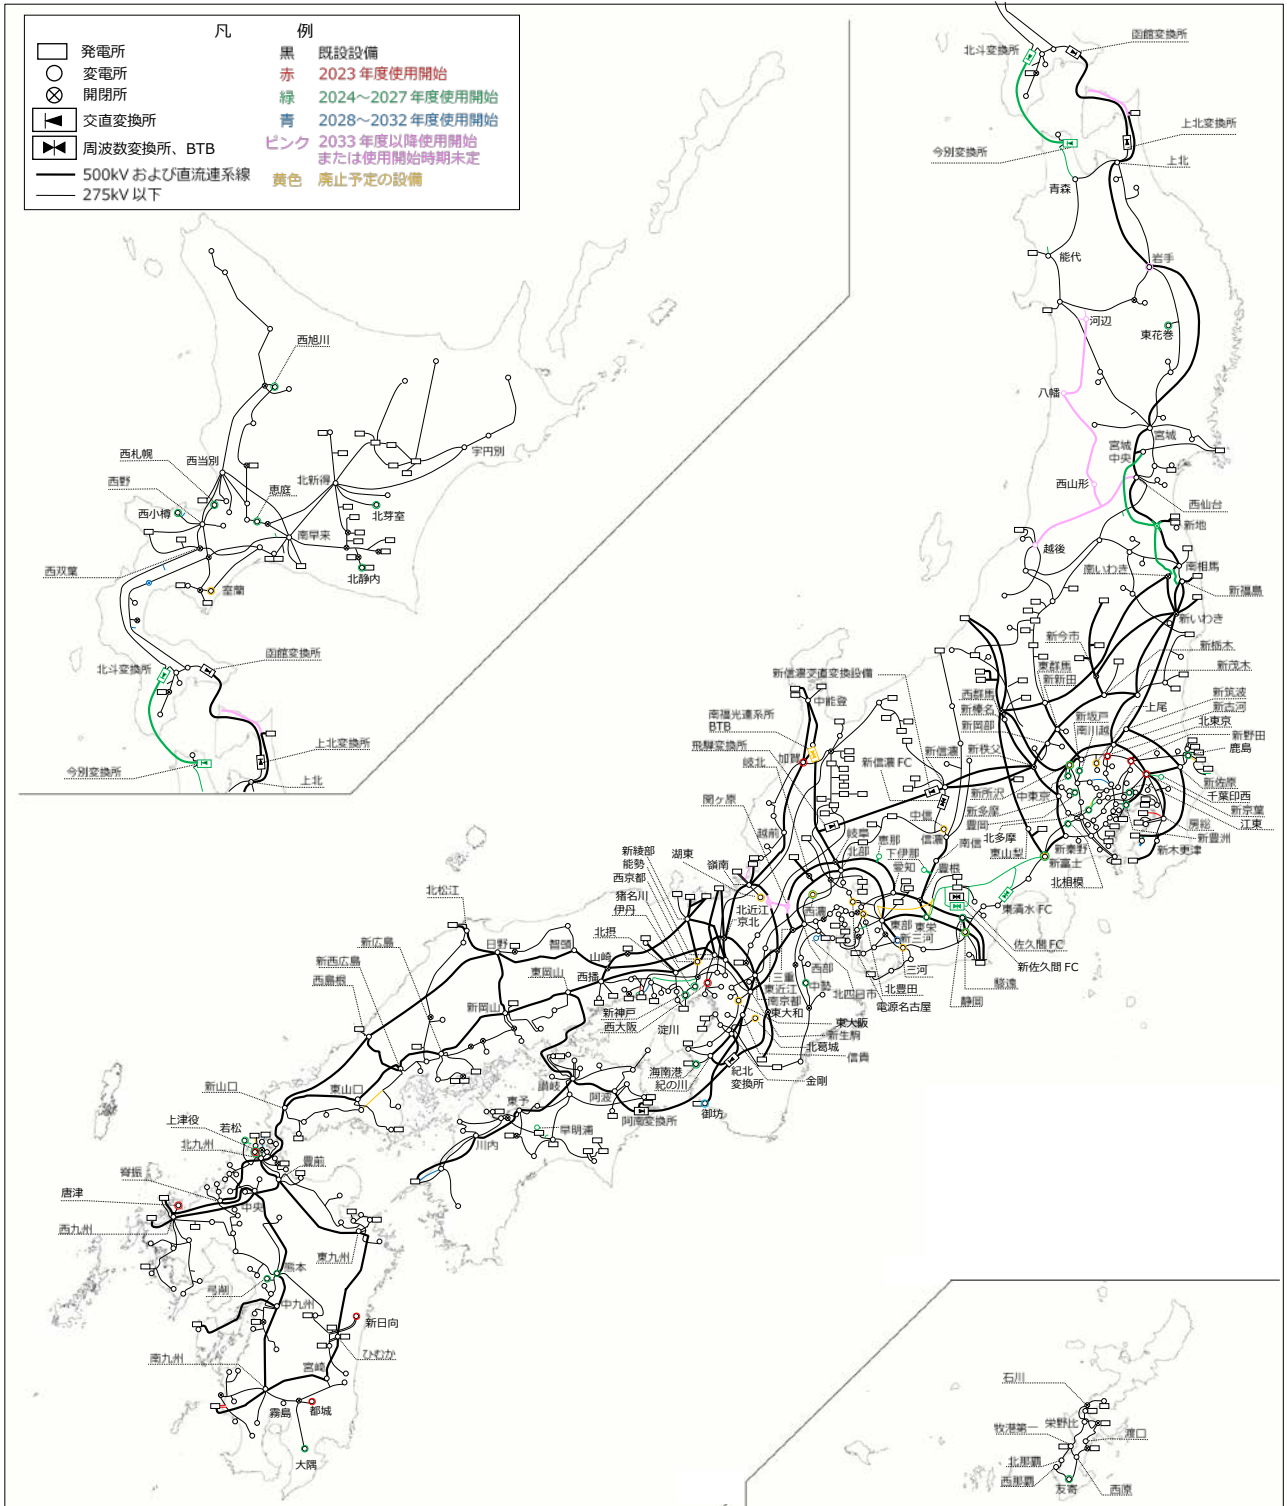 凡 例
発電所
変電所
開閉所
交直変換所
周波数変換所、BTB
500kV および直流連系線
275kV 以下
黒 既設設備
赤 2023 年度使用開始
緑 2024～2027 年度使用開始
青 2028～2032 年度使用開始
ピンク 2033 年度以降使用開始
または使用開始時期未定
黄色 廃止予定の設備
北斗変換所
函館変換所
上北変換所
今別変換所
上北
青森
能代
岩手
河辺
東花巻
八幡
宮城
宮城
中央
西山形
西仙台
新地
越後
南いわき
南相馬
新福島
新いわき
西旭川
西札幌
西当別
宇円別
西野
恵庭
北新得
西小樽
北芽室
南早来
西双葉
北静内
室蘭
北斗変換所
函館変換所
今別変換所
上北変換所
上北
新今市
新栃木
東群馬
新新田
新茂木
新信濃交直変換設備
中能登
西群馬
新榛名
新岡部
新坂戸
南川越
上尾
新筑波
新古河
北東京
新野田
鹿島
南福光連系所
BTB
飛騨変換所
加賀
岐北
新信濃
新秩父
新信濃 FC
新所沢
中東京
新佐原
千葉印西
新京葉
江東
関ヶ原
新多摩
豊岡
北多摩
房総
新豊洲
新木更津
中信
信濃
南信
越前
岐阜
北部
恵那
下伊那
愛知
豊根
東山梨
新秦野
新富士
北相模
東清水 FC
新綾部
能勢
西京都
猪名川
伊丹
湖東
嶺南
北近江
京北
西濃
東部
東栄
新三河
佐久間 FC
新佐久間 FC
三河
駿遠
静岡
北豊田
電源名古屋
西部
中勢
北四日市
三重
東近江
南京都
東大和
東大阪
新生駒
北葛城
信貴
金剛
北松江
新広島
新西広島
西島根
日野
智頭
山崎
北摂
東岡山
西播
新岡山
新神戸
西大阪
淀川
海南港
紀の川
紀北
変換所
御坊
新山口
東山口
讃岐
東予
阿波
阿南変換所
早明浦
川内
上津役
若松
北九州
豊前
脊振
唐津
中央
西九州
東九州
熊本
弓削
中九州
新日向
ひむか
南九州
宮崎
霧島
都城
大隅
石川
栄野比
牧港第一
渡口
北那覇
西那覇
友寄
西原